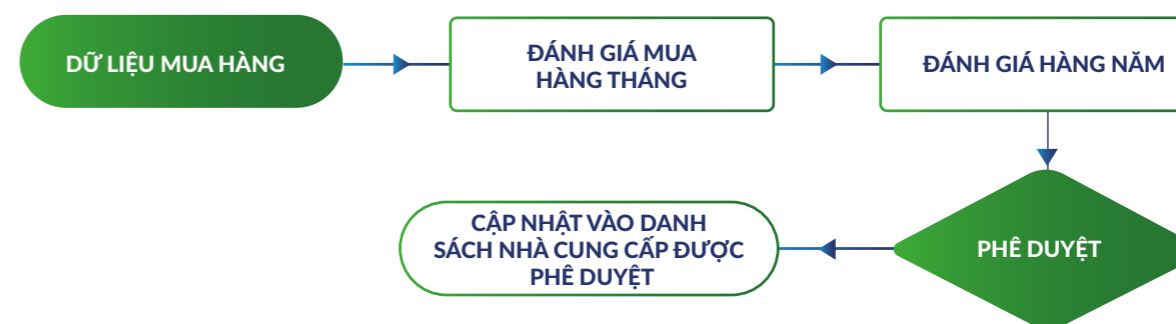 DỮ LIỆU MUA HÀNG
ĐÁNH GIÁ MUA
HÀNG THÁNG
ĐÁNH GIÁ HÀNG NĂM
PHÊ DUYỆT
CẬP NHẬT VÀO DANH
SÁCH NHÀ CUNG CẤP ĐƯỢC
PHÊ DUYỆT